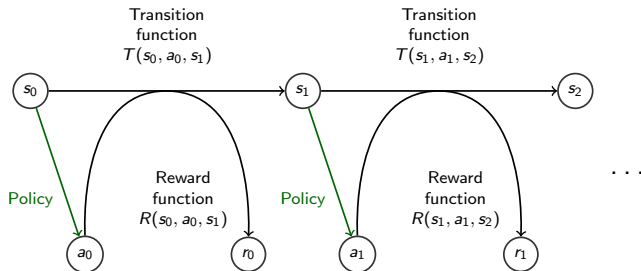 Transition
function
T(s₀, a₀, s₁)
Transition
function
T(s₁, a₁, s₂)
s₀
s₁
s₂
Policy
Reward
function
R(s₀, a₀, s₁)
Policy
Reward
function
R(s₁, a₁, s₂)
. . .
a₀
r₀
a₁
r₁